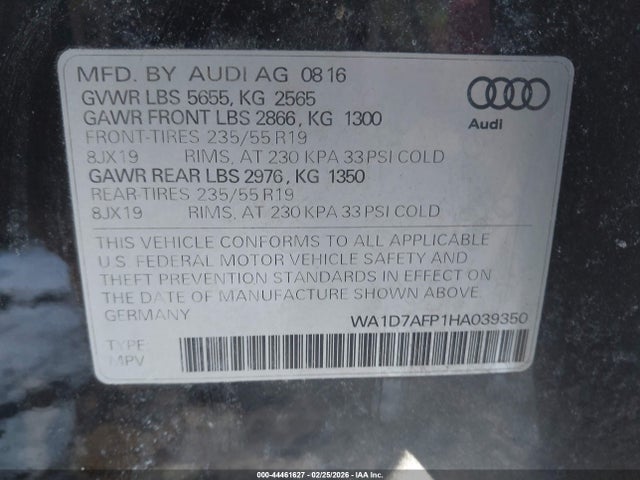 MFD. BY AUDI AG 08 16
GVWR LBS 5655, KG 2565
GAWR FRONT LBS 2866, KG 1300
FRONT-TIRES 235/55 R19
8JX19 RIMS, AT 230 KPA 33 PSI COLD
GAWR REAR LBS 2976, KG 1350
REAR-TIRES 235/55 R19
8JX19 RIMS, AT 230 KPA 33 PSI COLD
Audi
THIS VEHICLE CONFORMS TO ALL APPLICABLE
U.S. FEDERAL MOTOR VEHICLE SAFETY AND
THEFT PREVENTION STANDARDS IN EFFECT ON
THE DATE OF MANUFACTURE SHOWN ABOVE.
GERMANY WA1D7AFP1HA039350
TYPE:
MPV
000-44461627 - 02/25/2026 - IAA Inc.